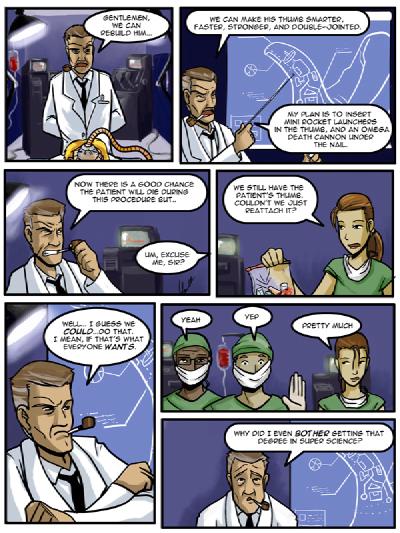 GENTLEMEN,
WE CAN
REBUILD HIM...
WE CAN MAKE HIS THUMB SMARTER,
FASTER, STRONGER, AND DOUBLE-JOINTED.
MY PLAN IS TO INSERT
MINI ROCKET LAUNCHERS
IN THE THUMB, AND AN OMEGA
DEATH CANNON UNDER
THE NAIL.
NOW THERE IS A GOOD CHANCE
THE PATIENT WILL DIE DURING
THIS PROCEDURE BUT..
UM, EXCUSE
ME, SIR?
WE STILL HAVE THE
PATIENT'S THUMB.
COULDN'T WE JUST
REATTACH IT?
WELL... I GUESS WE
COULD...DO THAT.
I MEAN, IF THAT'S WHAT
EVERYONE WANTS.
YEAH
YEP
PRETTY MUCH
WHY DID I EVEN BOTHER GETTING THAT
DEGREE IN SUPER SCIENCE?